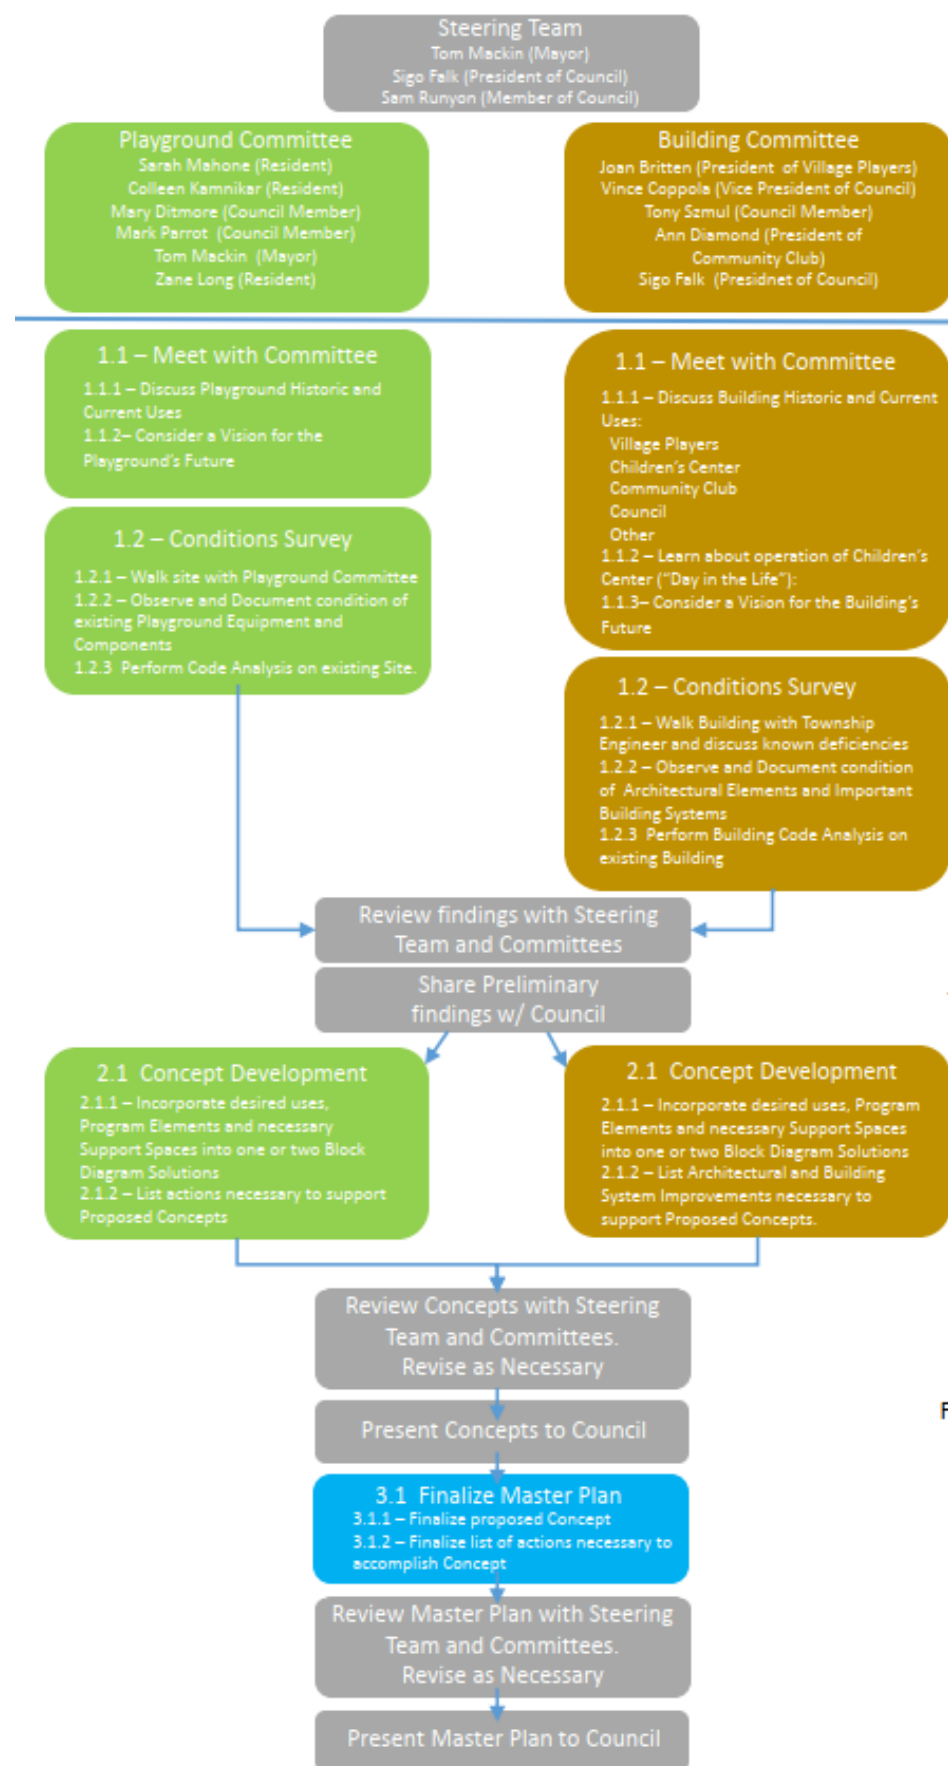 Steering Team
Tom Mackin (Mayor)
Sigo Falk (President of Council)
Sam Runyon (Member of Council)
Playground Committee
Sarah Mahone (Resident)
Colleen Kamnikar (Resident)
Mary Ditmore (Council Member)
Mark Parrot (Council Member)
Tom Mackin (Mayor)
Zane Long (Resident)
Building Committee
Joan Britten (President of Village Players)
Vince Coppola (Vice President of Council)
Tony Szmul (Council Member)
Ann Diamond (President of
Community Club)
Sigo Falk (Presidnet of Council)
1.1 – Meet with Committee
1.1.1 – Discuss Playground Historic and
Current Uses
1.1.2– Consider a Vision for the
Playground's Future
1.2 – Conditions Survey
1.2.1 – Walk site with Playground Committee
1.2.2 – Observe and Document condition of
existing Playground Equipment and
Components
1.2.3 Perform Code Analysis on existing Site.
1.1 – Meet with Committee
1.1.1 – Discuss Building Historic and Current
Uses:
Village Players
Children's Center
Community Club
Council
Other
1.1.2 – Learn about operation of Children's
Center ("Day in the Life"):
1.1.3– Consider a Vision for the Building's
Future
1.2 – Conditions Survey
1.2.1 – Walk Building with Township
Engineer and discuss known deficiencies
1.2.2 – Observe and Document condition
of Architectural Elements and Important
Building Systems
1.2.3 Perform Building Code Analysis on
existing Building
Review findings with Steering
Team and Committees
Share Preliminary
findings w/ Council
2.1 Concept Development
2.1.1 – Incorporate desired uses,
Program Elements and necessary
Support Spaces into one or two Block
Diagram Solutions
2.1.2 – List actions necessary to support
Proposed Concepts
2.1 Concept Development
2.1.1 – Incorporate desired uses, Program
Elements and necessary Support Spaces
into one or two Block Diagram Solutions
2.1.2 – List Architectural and Building
System Improvements necessary to
support Proposed Concepts.
Review Concepts with Steering
Team and Committees.
Revise as Necessary
F
Present Concepts to Council
3.1 Finalize Master Plan
3.1.1 – Finalize proposed Concept
3.1.2 – Finalize list of actions necessary to
accomplish Concept
Review Master Plan with Steering
Team and Committees.
Revise as Necessary
Present Master Plan to Council